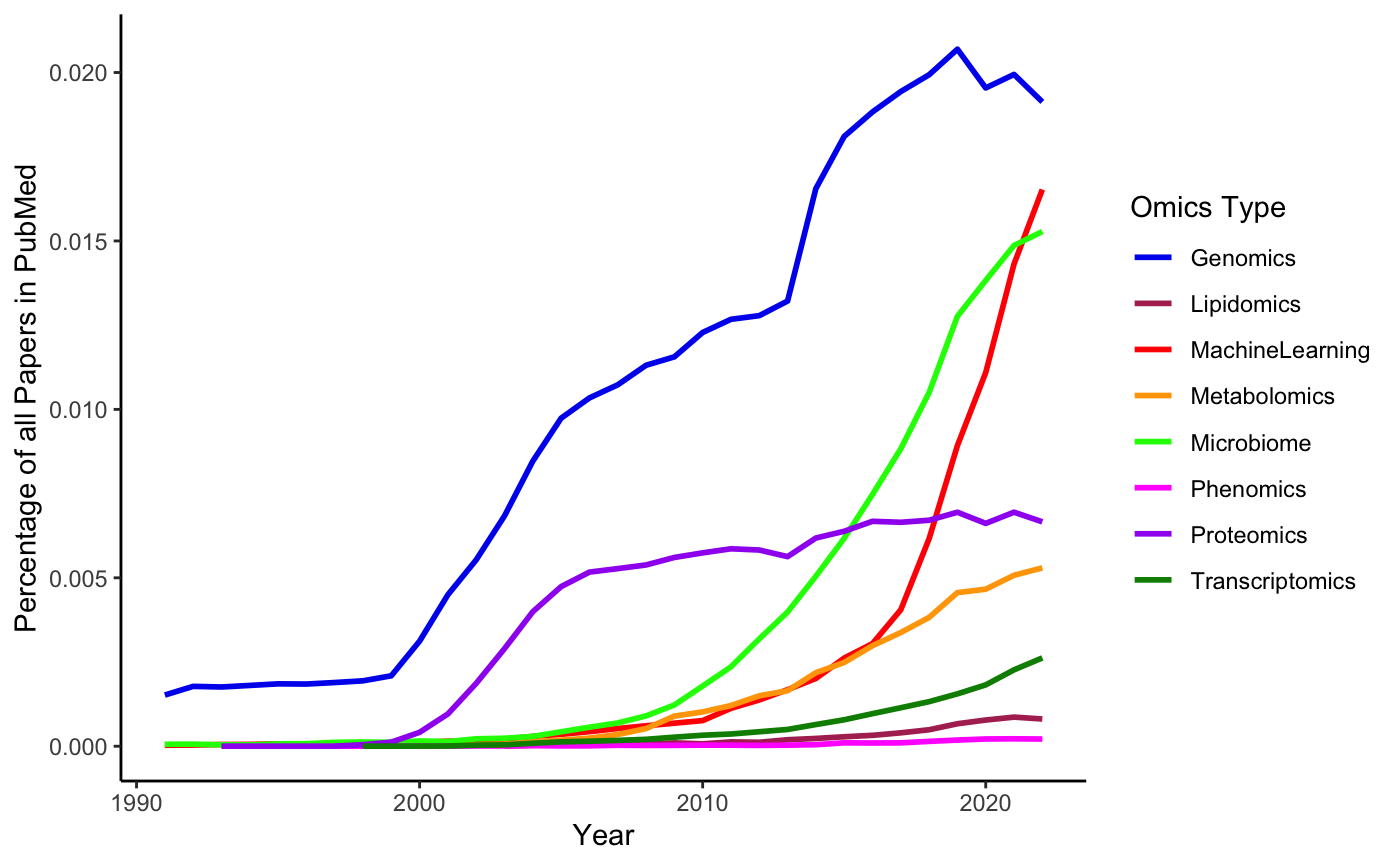 Percentage of all Papers in PubMed
0.020
0.015
0.010
0.005
0.000
1990 2000 2010 2020
Year
Omics Type
Genomics
Lipidomics
MachineLearning
Metabolomics
Microbiome
Phenomics
Proteomics
Transcriptomics